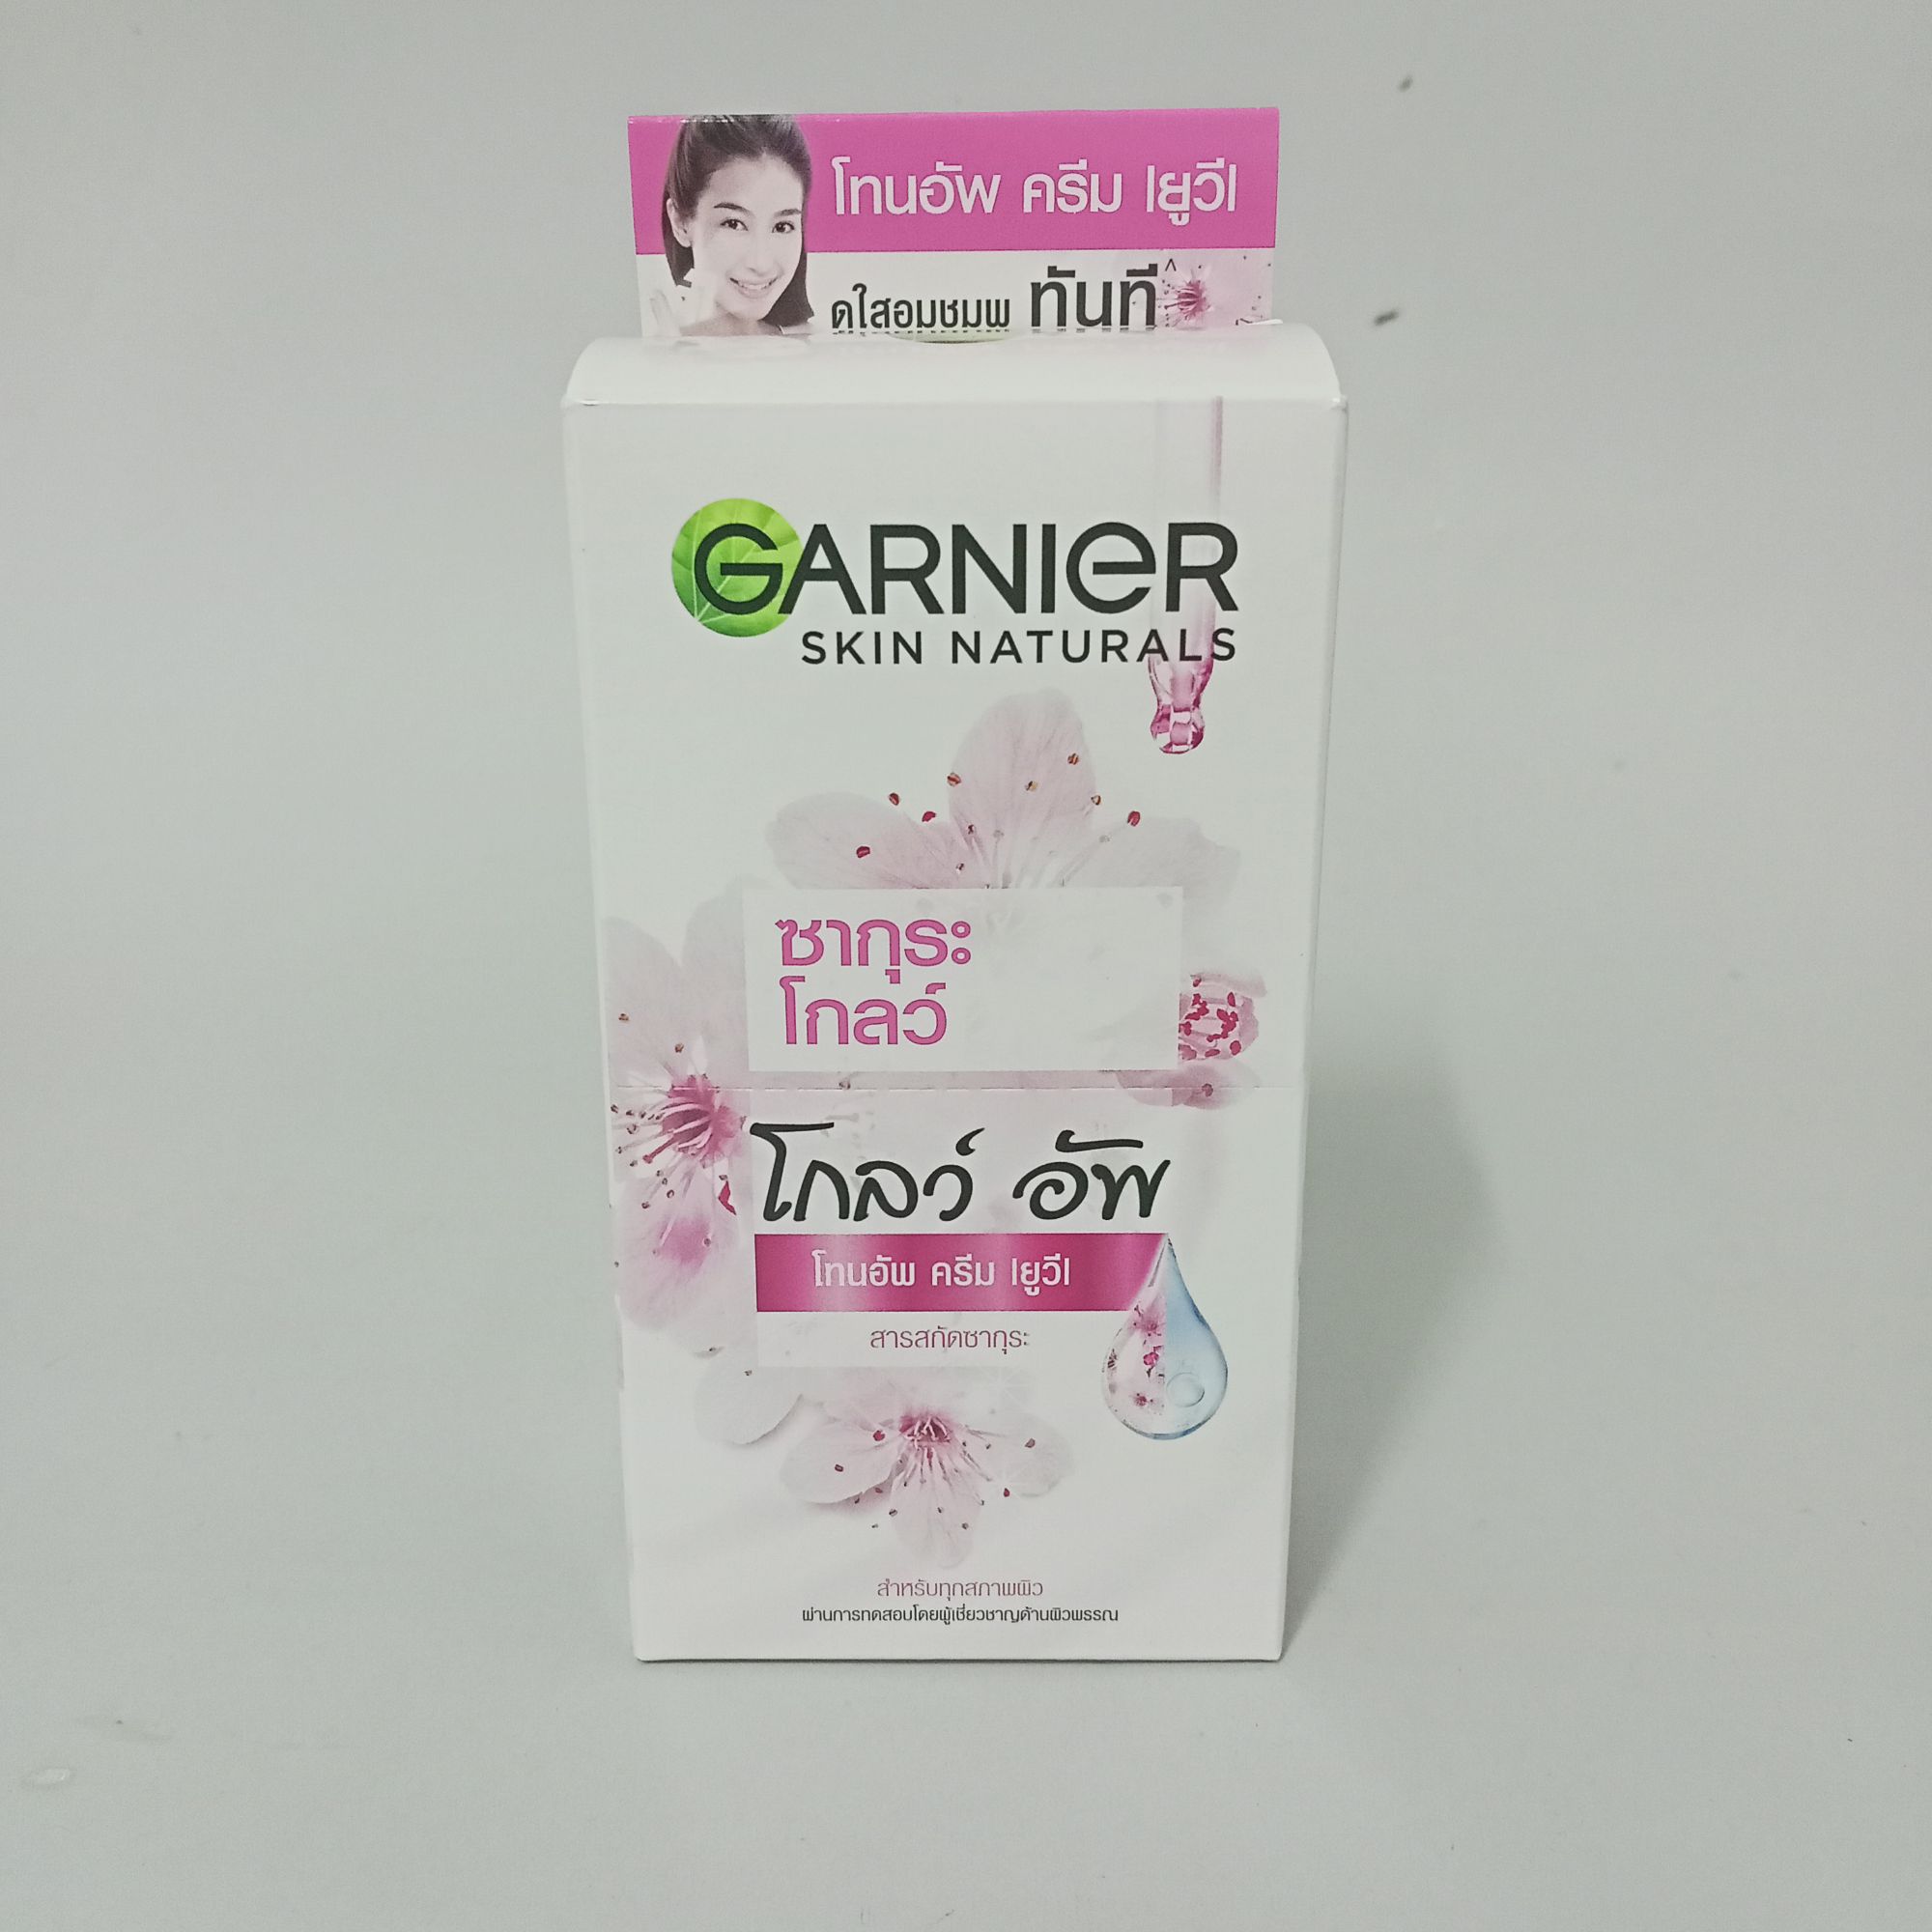 โทนอัพ ครีม |ยูวี|
ดูใสอมชมพู ทันที^
GARNIER
SKIN NATURALS
ซากุระ
โกลว์
โกลว์ อัพ
โทนอัพ ครีม |ยูวี|
สารสกัดซากุระ
สำหรับทุกสภาพผิว
ผ่านการทดสอบโดยผู้เชี่ยวชาญด้านผิวพรรณ